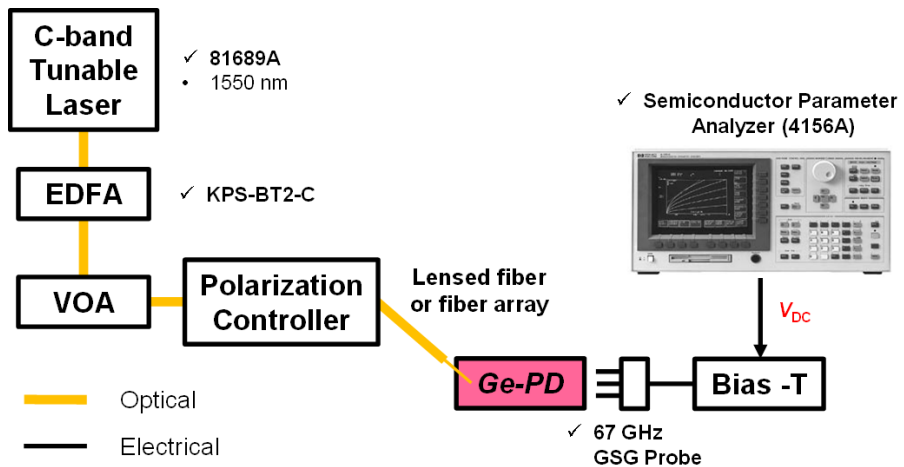 C-band
Tunable
Laser
✓ 81689A
• 1550 nm
✓ Semiconductor Parameter
Analyzer (4156A)
EDFA
✓ KPS-BT2-C
VOA
Polarization
Controller
Lensed fiber
or fiber array
VDC
Ge-PD
Bias -T
Optical
Electrical
✓ 67 GHz
GSG Probe